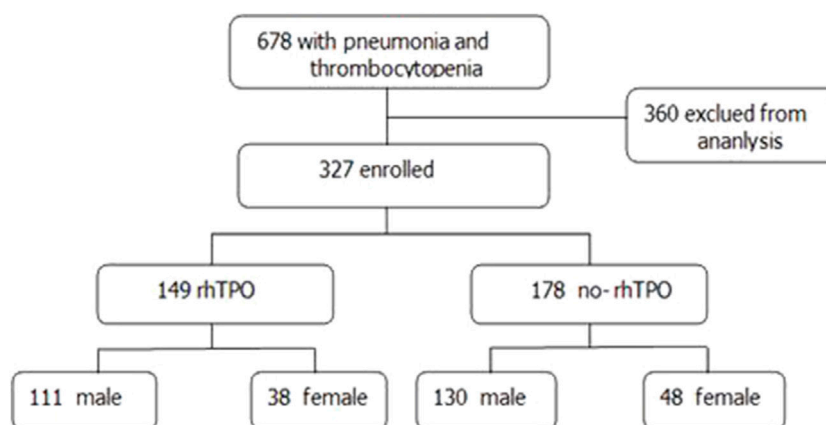 678 with pneumonia and
thrombocytopenia
360 exclued from
ananlysis
327 enrolled
149 rhTPO
178 no-rhTPO
111 male
38 female
130 male
48 female